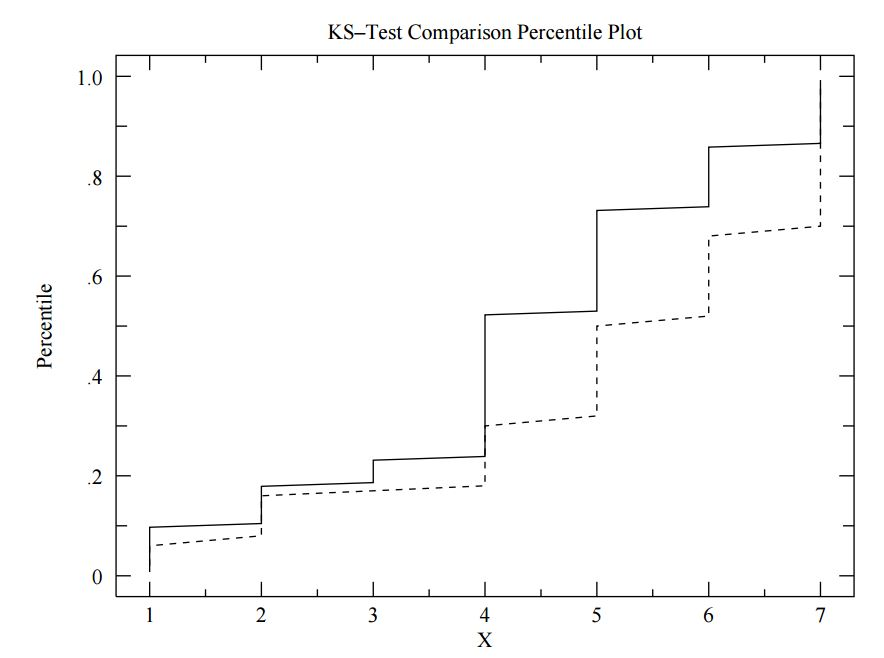 KS−Test Comparison Percentile Plot
1.0
.8
.6
.4
.2
0
Percentile
1 2 3 4 5 6 7
X